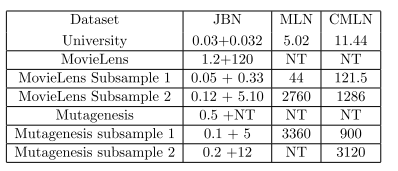 Dataset JBN MLN CMLN
University 0.03+0.032 5.02 11.44
MovieLens 1.2+120 NT NT
MovieLens Subsample 1 0.05 + 0.33 44 121.5
MovieLens Subsample 2 0.12 + 5.10 2760 1286
Mutagenesis 0.5 +NT NT NT
Mutagenesis subsample 1 0.1 + 5 3360 900
Mutagenesis subsample 2 0.2 +12 NT 3120